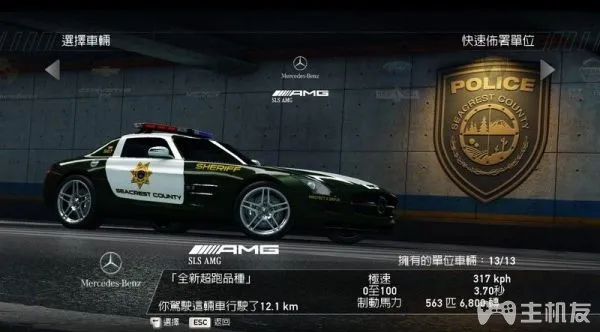 選擇車輛
快速佈署單位
Mercedes-Benz
AMG
SLS AMG
POLICE
SEACREST COUNTY
SHERIFF
SEACREST COUNTY
AMG
SLS AMG
擁有的單位車輛：13/13
Mercedes-Benz
「全新超跑品種」
極速 317 kph
0至100 3.70秒
你駕駛這輛車行駛了12.1 km
制動馬力 563 匹 6,800 轉
選擇 ESC 返回
主机友